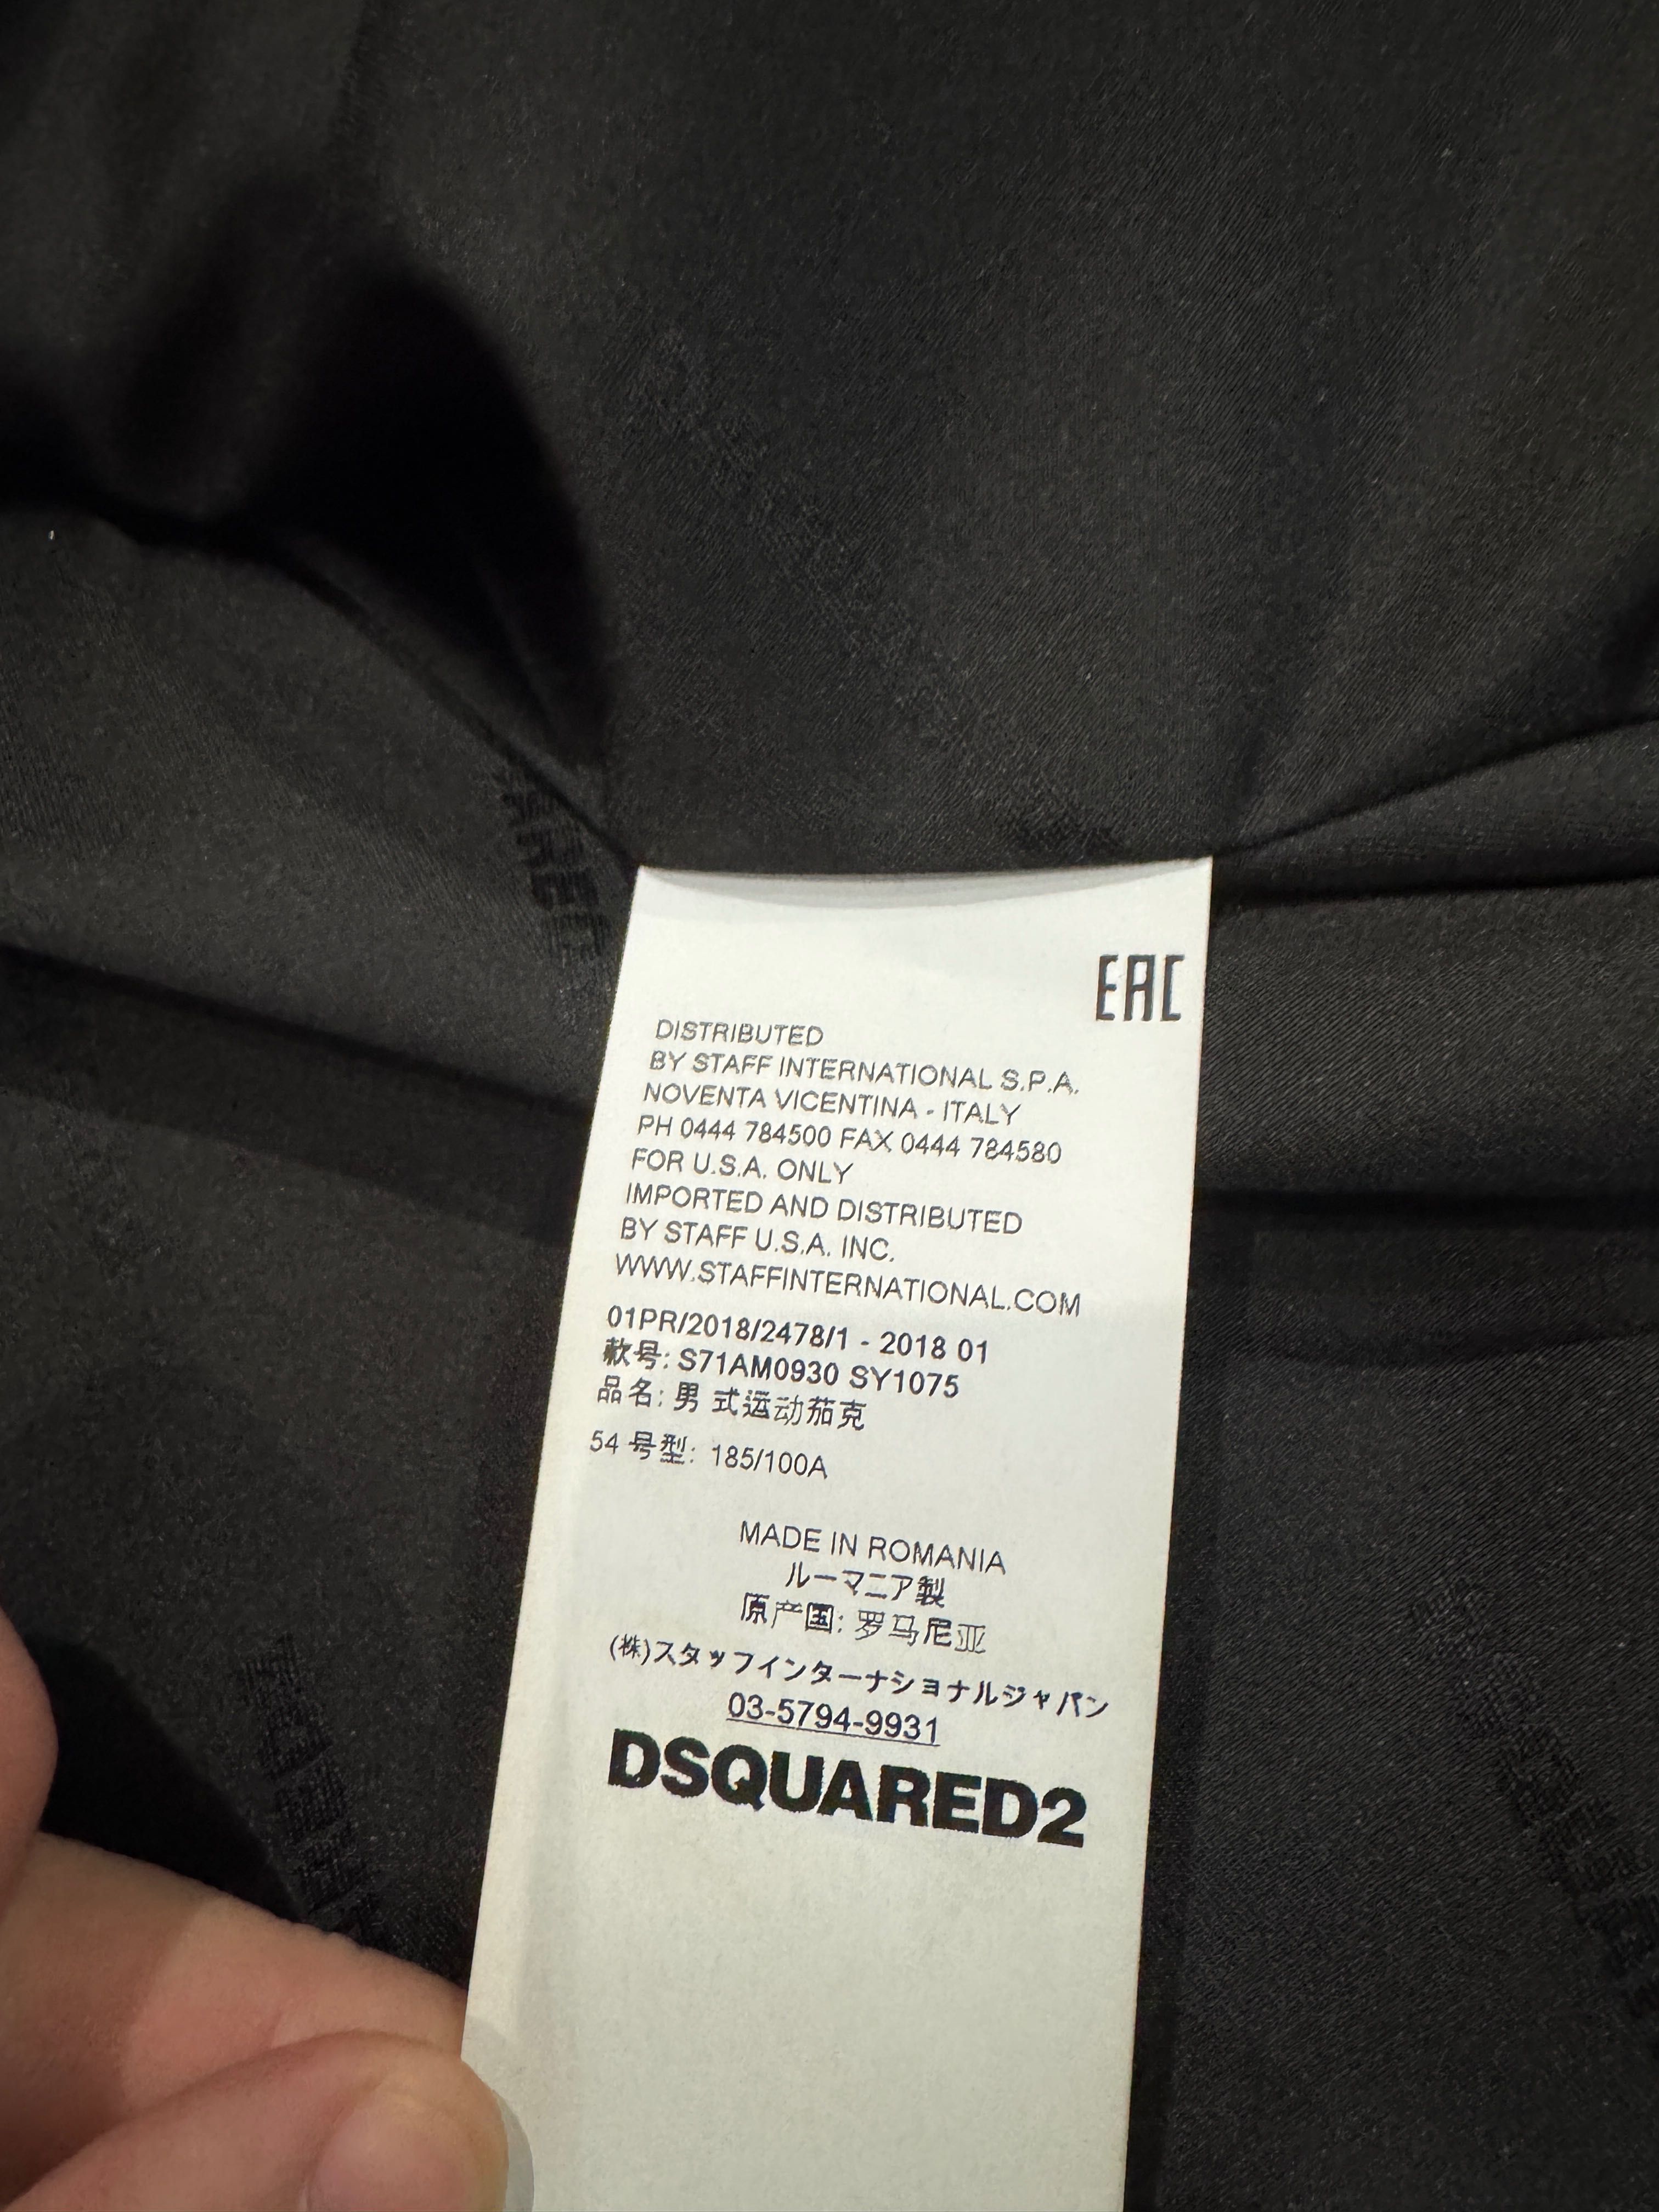 EAC
DISTRIBUTED
BY STAFF INTERNATIONAL S.P.A.
NOVENTA VICENTINA - ITALY
PH 0444 784500 FAX 0444 784580
FOR U.S.A. ONLY
IMPORTED AND DISTRIBUTED
BY STAFF U.S.A. INC.
WWW.STAFFINTERNATIONAL.COM
01PR/2018/2478/1 - 2018 01
款号: S71AM0930 SY1075
品名: 男 式运动茄克
54 号型: 185/100A
MADE IN ROMANIA
ルーマニア製
原产国: 罗马尼亚
(株)スタッフインターナショナルジャパン
03-5794-9931
DSQUARED2